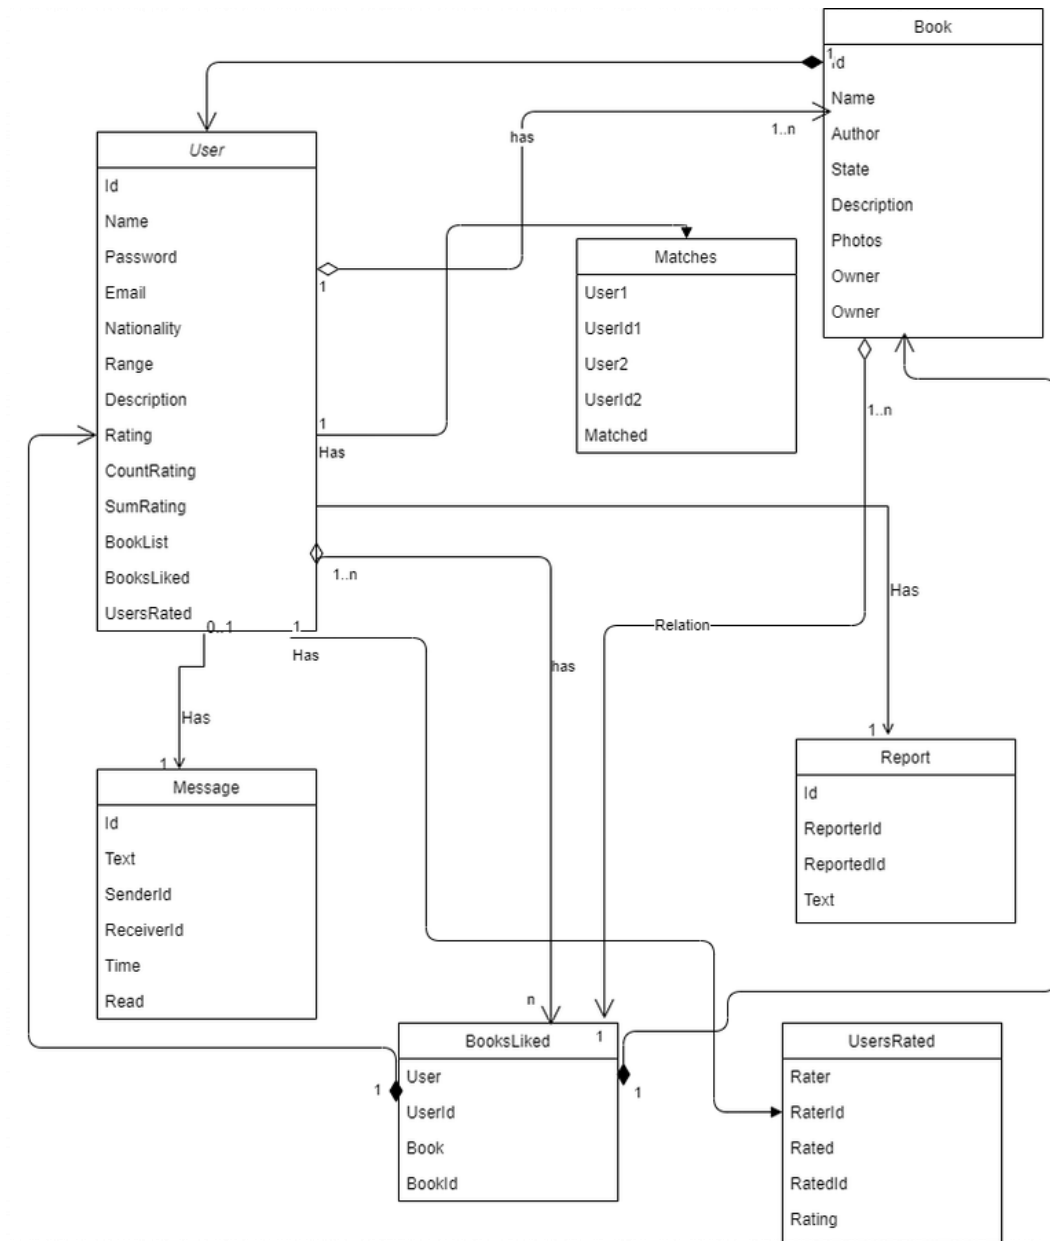 Book
1
Id
Name
Author
State
Description
Photos
Owner
Owner
1..n
has
User
Id
Name
Password
Email
Nationality
Range
Description
Rating
CountRating
SumRating
BookList
BooksLiked
UsersRated
1
Matches
User1
UserId1
User2
UserId2
Matched
1
Has
1..n
1..n
Has
Relation
has
0..1
1
Has
Has
1
Message
Id
Text
SenderId
ReceiverId
Time
Read
1
Report
Id
ReporterId
ReportedId
Text
n
1
BooksLiked
User
UserId
Book
BookId
1
1
UsersRated
Rater
RaterId
Rated
RatedId
Rating